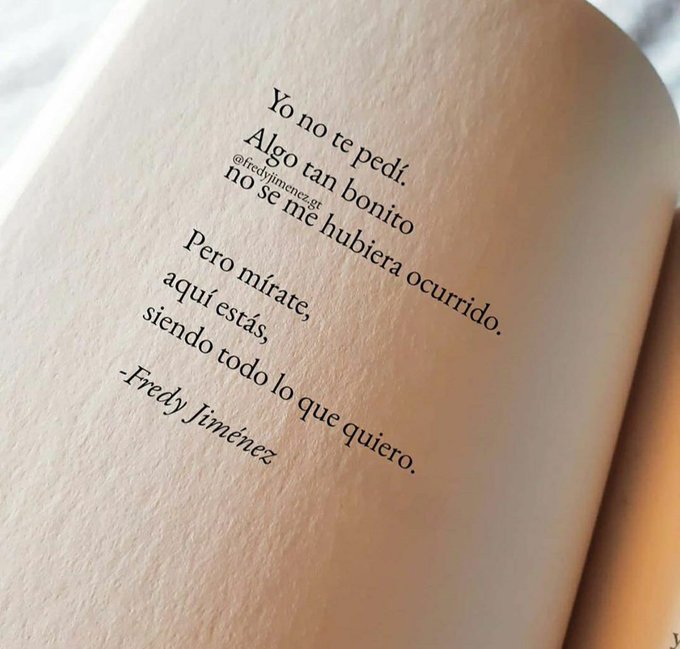 Yo no te pedí.
Algo tan bonito
@fredyjimenez.gt
no se me hubiera ocurrido.
Pero mírate,
aquí estás,
siendo todo lo que quiero.
-Fredy Jiménez
y